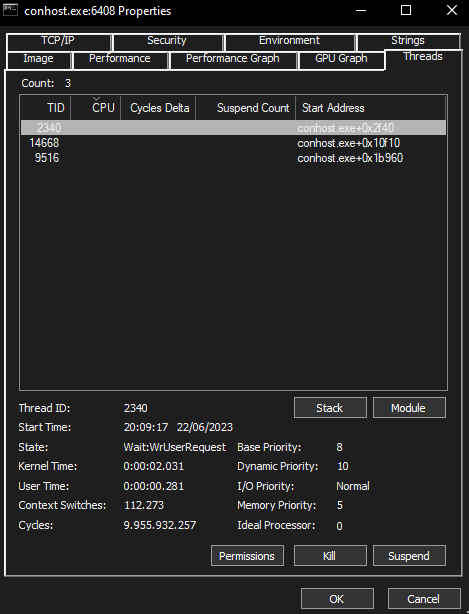 conhost.exe:6408 Properties
TCP/IP Security Environment Strings
Image Performance Performance Graph GPU Graph Threads
Count: 3
TID CPU Cycles Delta Suspend Count Start Address
2340 conhost.exe+0x2f40
14668 conhost.exe+0x10f10
9516 conhost.exe+0x1b960
Thread ID: 2340 Stack Module
Start Time: 20:09:17 22/06/2023
State: Wait:WrUserRequest Base Priority: 8
Kernel Time: 0:00:02.031 Dynamic Priority: 10
User Time: 0:00:00.281 I/O Priority: Normal
Context Switches: 112.273 Memory Priority: 5
Cycles: 9.955.932.257 Ideal Processor: 0
Permissions Kill Suspend
OK Cancel